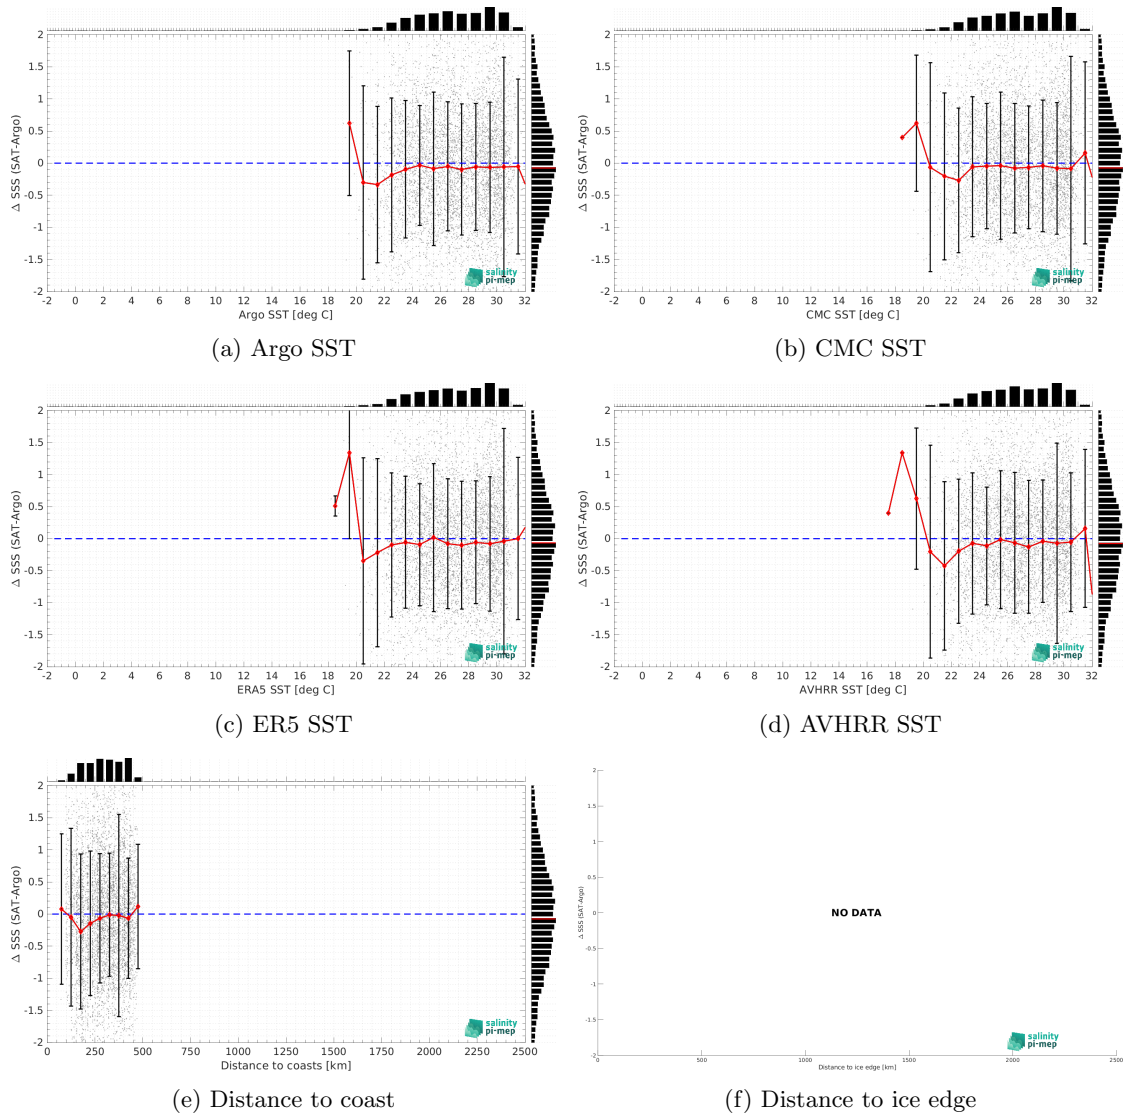 2
1.5
1
0.5
0
-0.5
-1
-1.5
-2
Δ SSS (SAT-Argo)
-2 0 2 4 6 8 10 12 14 16 18 20 22 24 26 28 30 32
Argo SST [deg C]
salinity
pi-mep
(a) Argo SST
2
1.5
1
0.5
0
-0.5
-1
-1.5
-2
Δ SSS (SAT-Argo)
-2 0 2 4 6 8 10 12 14 16 18 20 22 24 26 28 30 32
CMC SST [deg C]
salinity
pi-mep
(b) CMC SST
2
1.5
1
0.5
0
-0.5
-1
-1.5
-2
Δ SSS (SAT-Argo)
-2 0 2 4 6 8 10 12 14 16 18 20 22 24 26 28 30 32
ERA5 SST [deg C]
salinity
pi-mep
(c) ER5 SST
2
1.5
1
0.5
0
-0.5
-1
-1.5
-2
Δ SSS (SAT-Argo)
-2 0 2 4 6 8 10 12 14 16 18 20 22 24 26 28 30 32
AVHRR SST [deg C]
salinity
pi-mep
(d) AVHRR SST
2
1.5
1
0.5
0
-0.5
-1
-1.5
-2
Δ SSS (SAT-Argo)
0 250 500 750 1000 1250 1500 1750 2000 2250 2500
Distance to coasts [km]
salinity
pi-mep
(e) Distance to coast
2
1.5
1
0.5
0
-0.5
-1
-1.5
-2
Δ SSS (SAT-Argo)
NO DATA
0 500 1000 1500 2000 2500
Distance to ice edge [km]
salinity
pi-mep
(f) Distance to ice edge